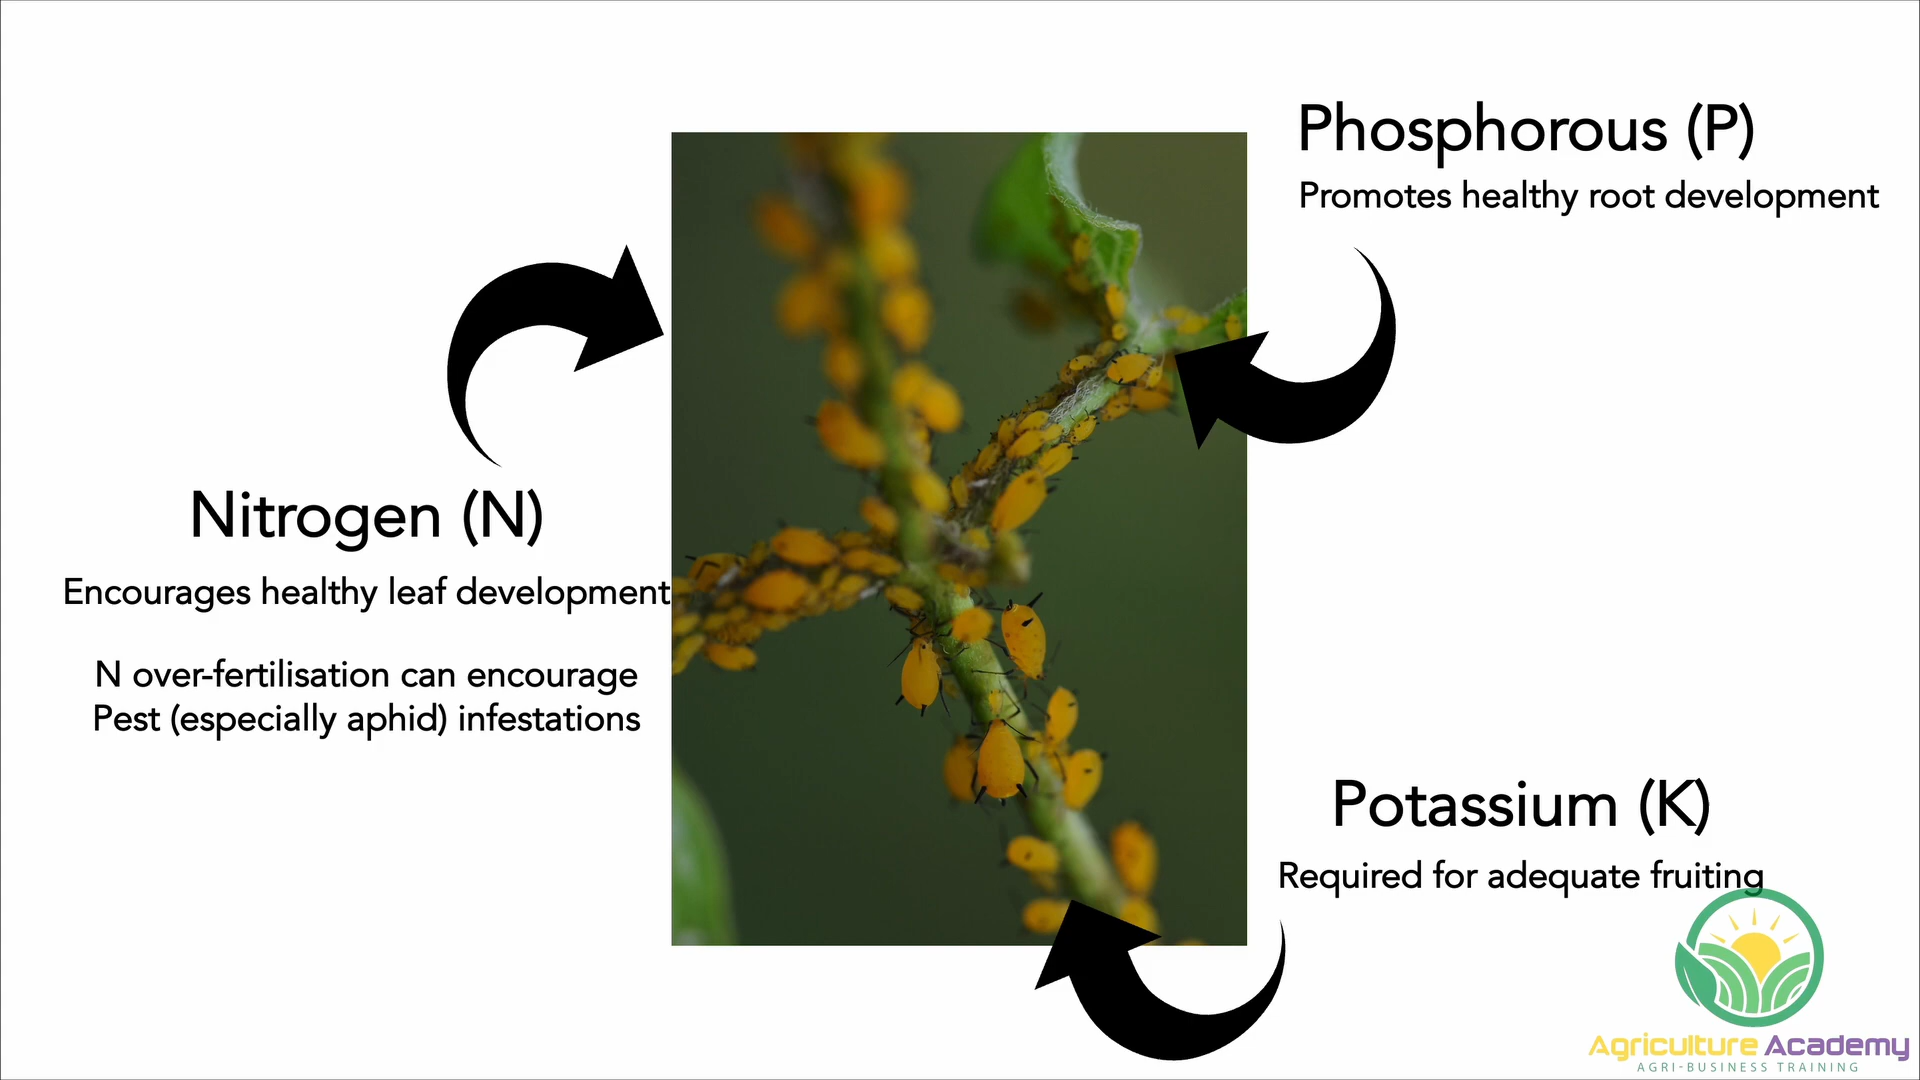 Phosphorous (P)
Promotes healthy root development
Nitrogen (N)
Encourages healthy leaf development
N over-fertilisation can encourage
Pest (especially aphid) infestations
Potassium (K)
Required for adequate fruiting
Agriculture Academy
AGRI-BUSINESS TRAINING